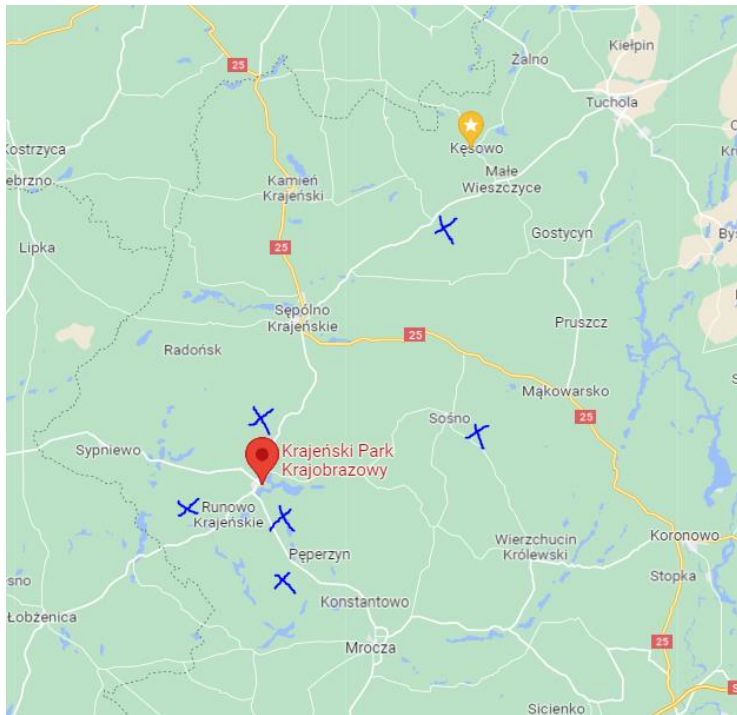 Kiełpin
Żalno
25
Tuchola
Kostrzyca
Kęsowo
Małe
Wieszczyce
ebrzno
Kamień
Krajeński
Lipka
25
Gostycyn
By
Sępólno
Krajeńskie
Pruszcz
25
Radońsk
Mąkowarsko
Sośno
25
Krajeński Park
Krajobrazowy
Sypniewo
Runowo
Krajeńskie
Wierzchucin
Królewski
Koronowo
Pęperzyn
sno
Stopka
Konstantowo
Łobżenica
25
Mrocza
S
Sicienko